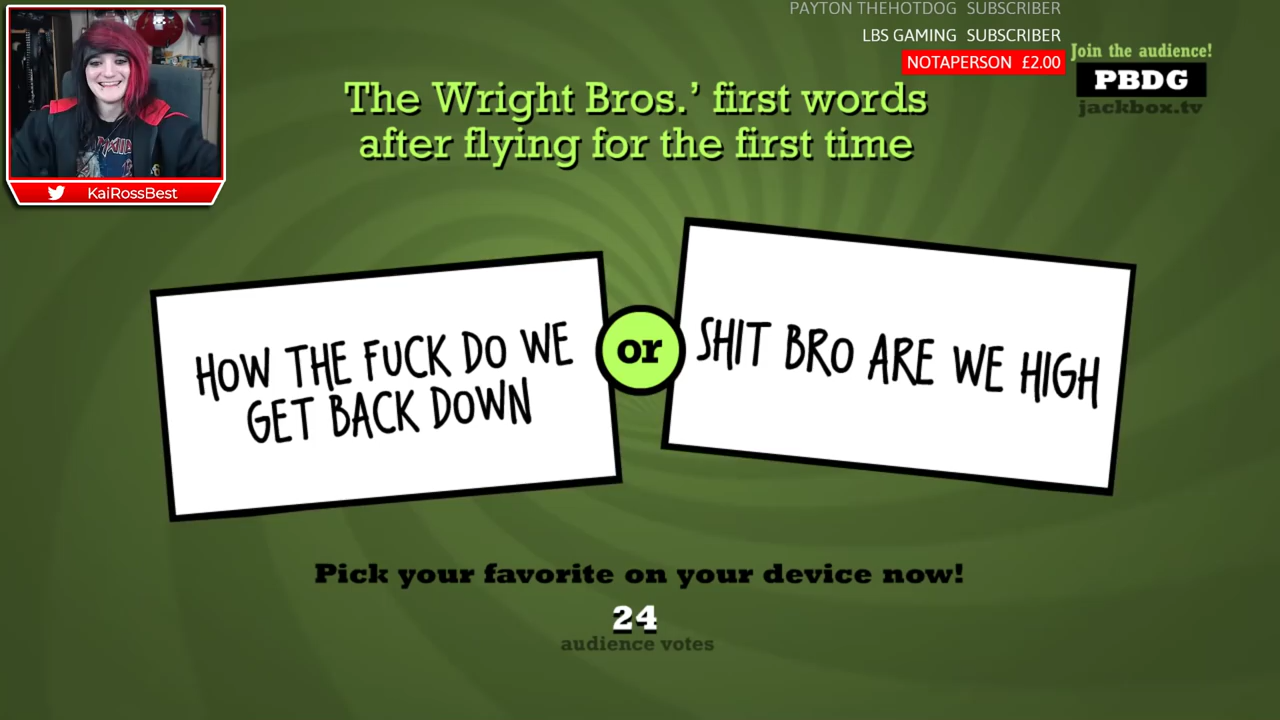 PAYTON THEHOTDOG SUBSCRIBER
LBS GAMING SUBSCRIBER
NOTAPERSON £2.00
Join the audience!
PBDG
jackbox.tv
The Wright Bros.’ first words
after flying for the first time
KaiRossBest
HOW THE FUCK DO WE
GET BACK DOWN
or
SHIT BRO ARE WE HIGH
Pick your favorite on your device now!
24
audience votes